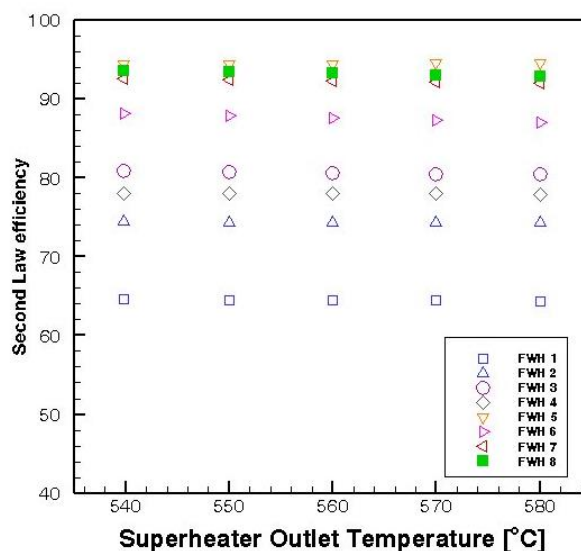 100
90
80
70
60
50
40
Second Law efficiency
FWH 1
FWH 2
FWH 3
FWH 4
FWH 5
FWH 6
FWH 7
FWH 8
540 550 560 570 580
Superheater Outlet Temperature [°C]